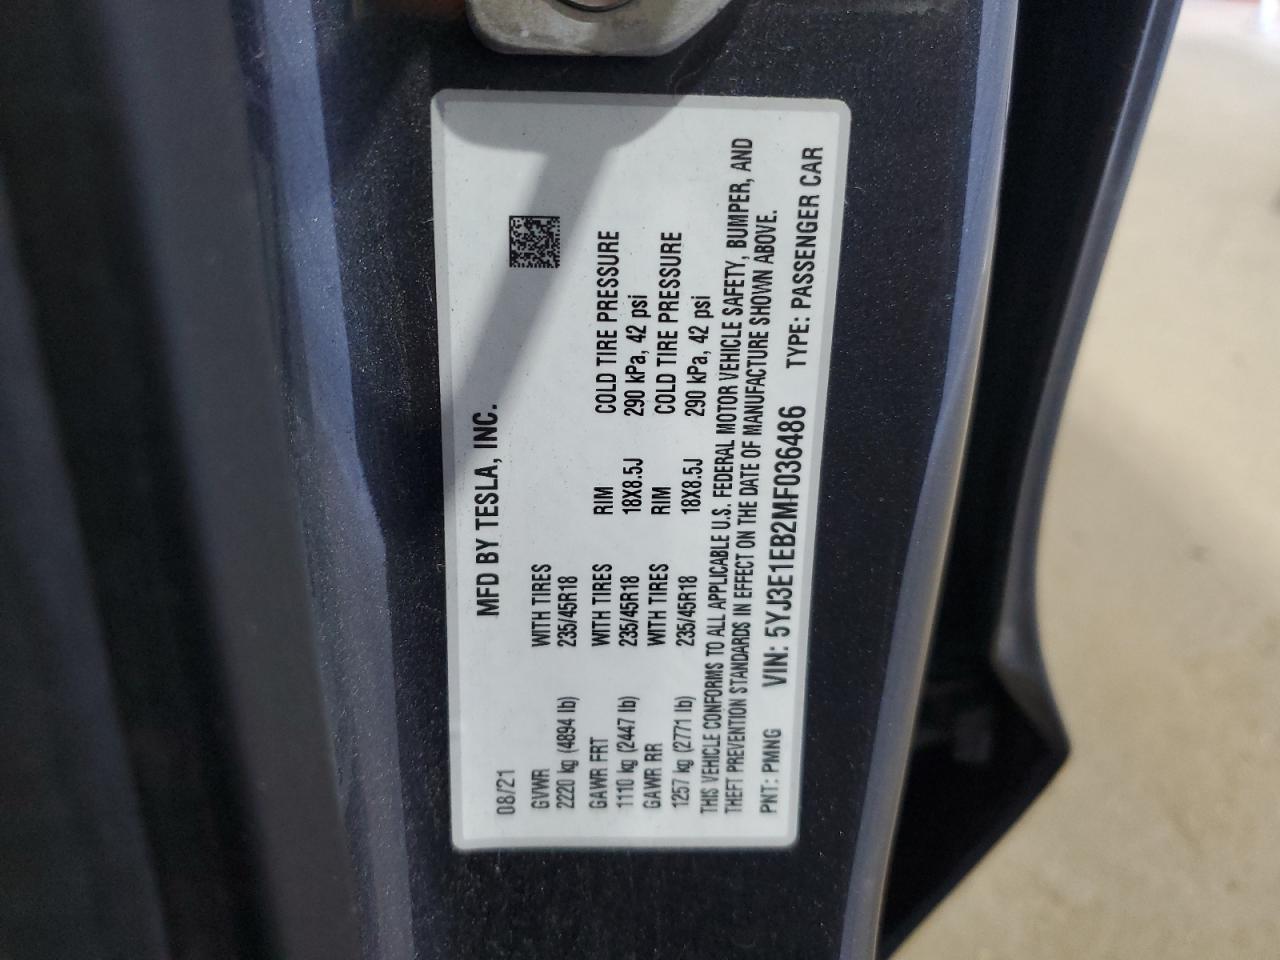 MFD BY TESLA, INC.
08/21
GVWR WITH TIRES
2220 kg (4894 lb) 235/45R18
GAWR FRT WITH TIRES RIM COLD TIRE PRESSURE
1110 kg (2447 lb) 235/45R18 18X8.5J 290 kPa, 42 psi
GAWR RR WITH TIRES RIM COLD TIRE PRESSURE
1257 kg (2771 lb) 235/45R18 18X8.5J 290 kPa, 42 psi
THIS VEHICLE CONFORMS TO ALL APPLICABLE U.S. FEDERAL MOTOR VEHICLE SAFETY, BUMPER, AND
THEFT PREVENTION STANDARDS IN EFFECT ON THE DATE OF MANUFACTURE SHOWN ABOVE.
PNT: PMNG VIN: 5YJ3E1EB2MF036486 TYPE: PASSENGER CAR